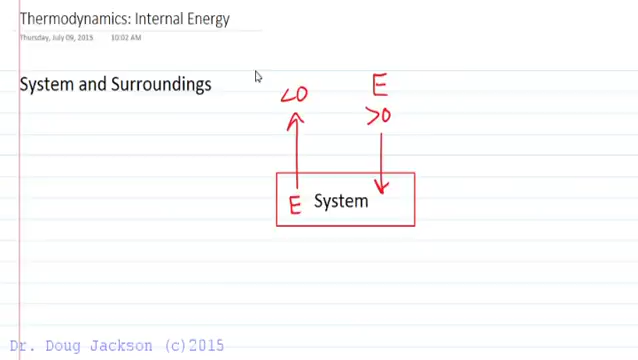 Thermodynamics: Internal Energy
Thursday, July 09, 2015 10:02 AM
System and Surroundings
<0
E
>0
E System
Dr. Doug Jackson (c)2015